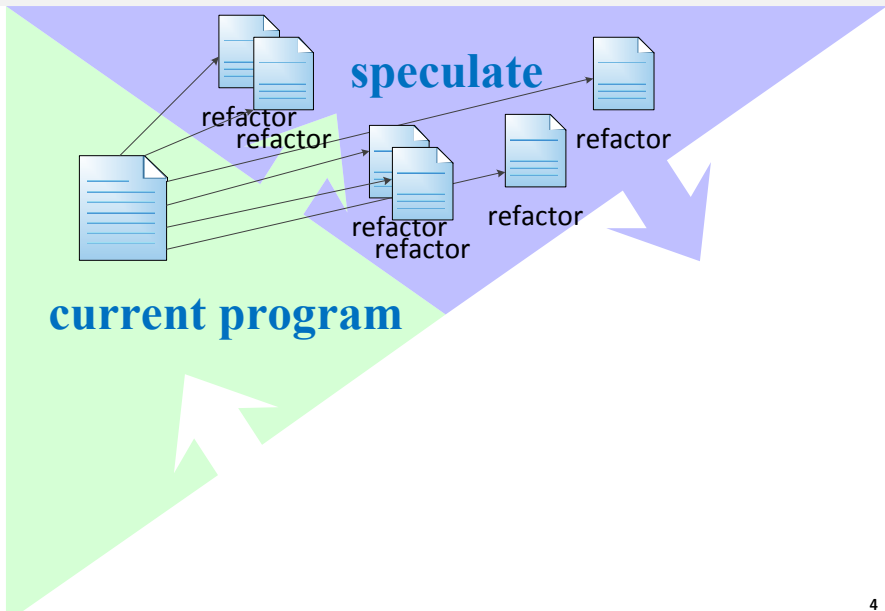 speculate
refactor
refactor
refactor
refactor
refactor
refactor
current program
4